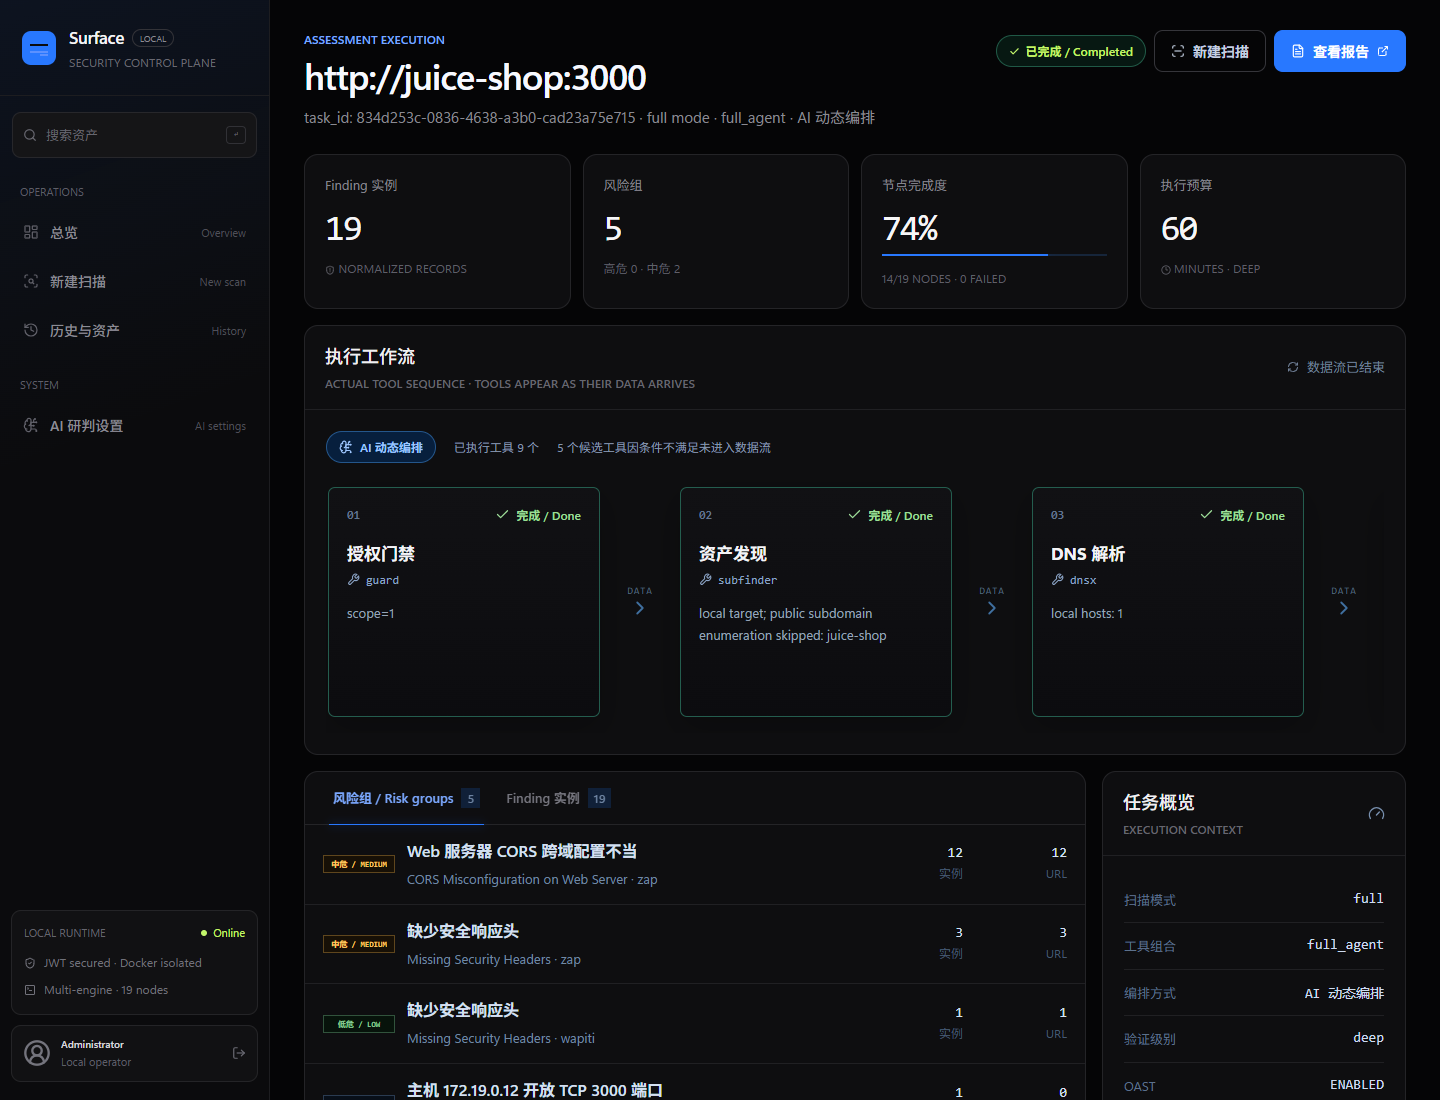 Surface LOCAL
SECURITY CONTROL PLANE
搜索资产
OPERATIONS
总览 Overview
新建扫描 New scan
历史与资产 History
SYSTEM
AI 研判设置 AI settings
LOCAL RUNTIME Online
JWT secured · Docker isolated
Multi-engine · 19 nodes
Administrator
Local operator
ASSESSMENT EXECUTION
http://juice-shop:3000
task_id: 834d253c-0836-4638-a3b0-cad23a75e715 · full mode · full_agent · AI 动态编排
已完成 / Completed
新建扫描
查看报告
Finding 实例
19
NORMALIZED RECORDS
风险组
5
高危 0 · 中危 2
节点完成度
74%
14/19 NODES · 0 FAILED
执行预算
60
MINUTES · DEEP
执行工作流
ACTUAL TOOL SEQUENCE · TOOLS APPEAR AS THEIR DATA ARRIVES
数据流已结束
AI 动态编排 已执行工具 9 个 5 个候选工具因条件不满足未进入数据流
01 完成 / Done
授权门禁
guard
scope=1
DATA
02 完成 / Done
资产发现
subfinder
local target; public subdomain
enumeration skipped: juice-shop
DATA
03 完成 / Done
DNS 解析
dnsx
local hosts: 1
DATA
风险组 / Risk groups 5 Finding 实例 19
中危 / MEDIUM
Web 服务器 CORS 跨域配置不当 12 12
CORS Misconfiguration on Web Server · zap 实例 URL
中危 / MEDIUM
缺少安全响应头 3 3
Missing Security Headers · zap 实例 URL
低危 / LOW
缺少安全响应头 1 1
Missing Security Headers · wapiti 实例 URL
主机 172.19.0.12 开放 TCP 3000 端口 1 0
任务概览
EXECUTION CONTEXT
扫描模式 full
工具组合 full_agent
编排方式 AI 动态编排
验证级别 deep
OAST ENABLED